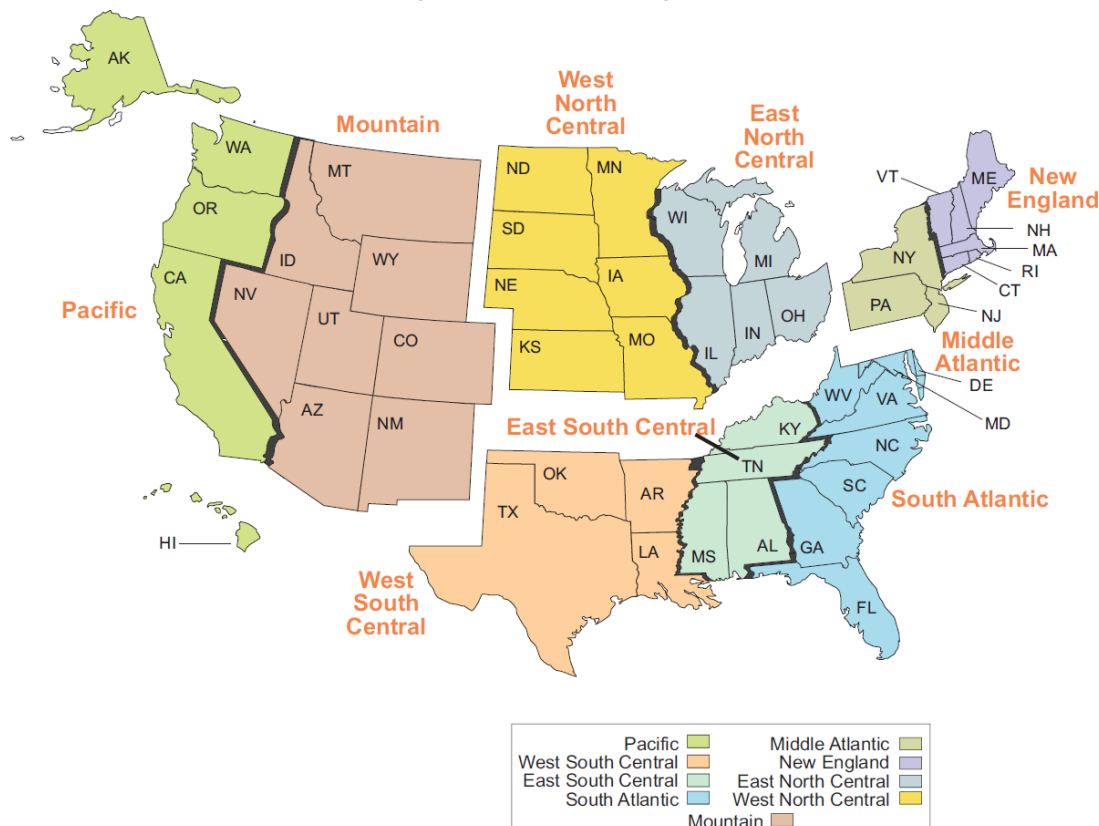 AK
West
North
Central
East
North
Central
Mountain
WA
MT
ND
MN
VT
ME
New
England
OR
SD
WI
NH
MA
ID
WY
MI
NY
RI
CA
NV
NE
IA
CT
Pacific
UT
CO
KS
MO
IL
IN
OH
PA
NJ
Middle
Atlantic
DE
WV
VA
MD
AZ
NM
East South Central
KY
NC
TN
OK
AR
SC
South Atlantic
TX
HI
LA
MS
AL
GA
West
South
Central
FL
Pacific
Middle Atlantic
West South Central
New England
East South Central
East North Central
South Atlantic
West North Central
Mountain